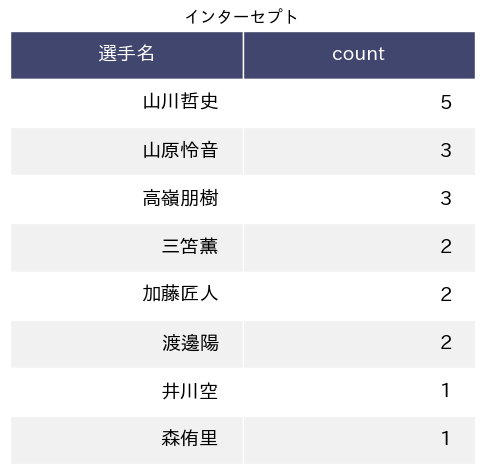 インターセプト
選手名 count
山川哲史 5
山原怜音 3
高嶺朋樹 3
三笘薫 2
加藤匠人 2
渡邊陽 2
井川空 1
森侑里 1